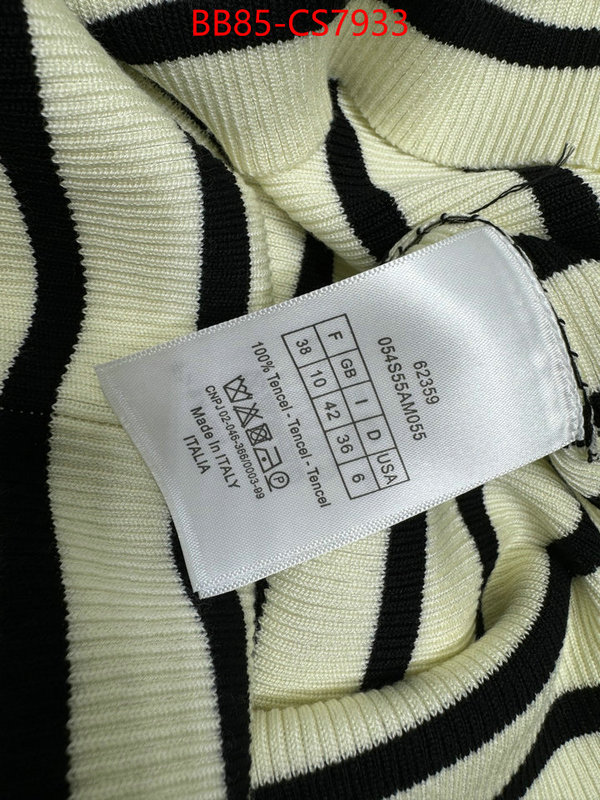 BB85-CS7933
62359
054S55AM055
F GB I D USA
38 10 42 36 6
100% Tencel - Tencel - Tencel
CNPJ 02-046-366/0003-99
Made In ITALY
ITALIA